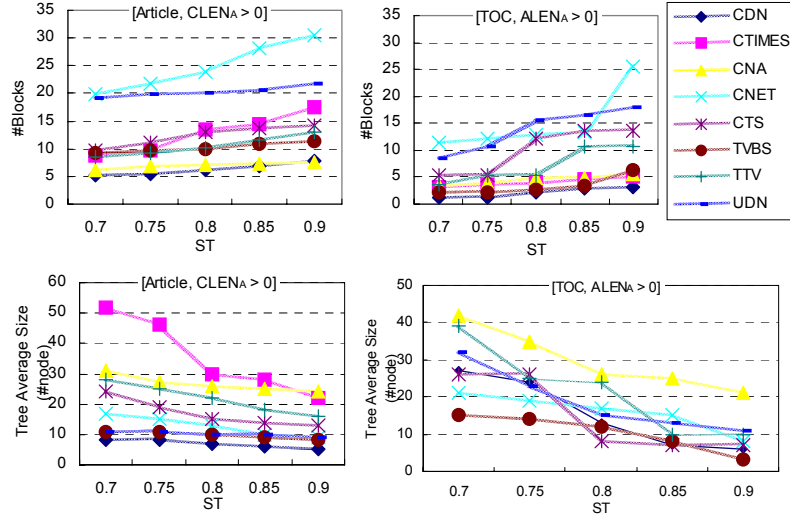 [Article, CLENA > 0]
#Blocks
35
30
25
20
15
10
5
0
0.7 0.75 0.8 0.85 0.9
ST
[TOC, ALENA > 0]
#Blocks
35
30
25
20
15
10
5
0
0.7 0.75 0.8 0.85 0.9
ST
CDN
CTIMES
CNA
CNET
CTS
TVBS
TTV
UDN
[Article, CLENA > 0]
Tree Average Size
(#node)
60
50
40
30
20
10
0
0.7 0.75 0.8 0.85 0.9
ST
[TOC, ALENA > 0]
Tree Average Size
(#node)
50
40
30
20
10
0
0.7 0.75 0.8 0.85 0.9
ST